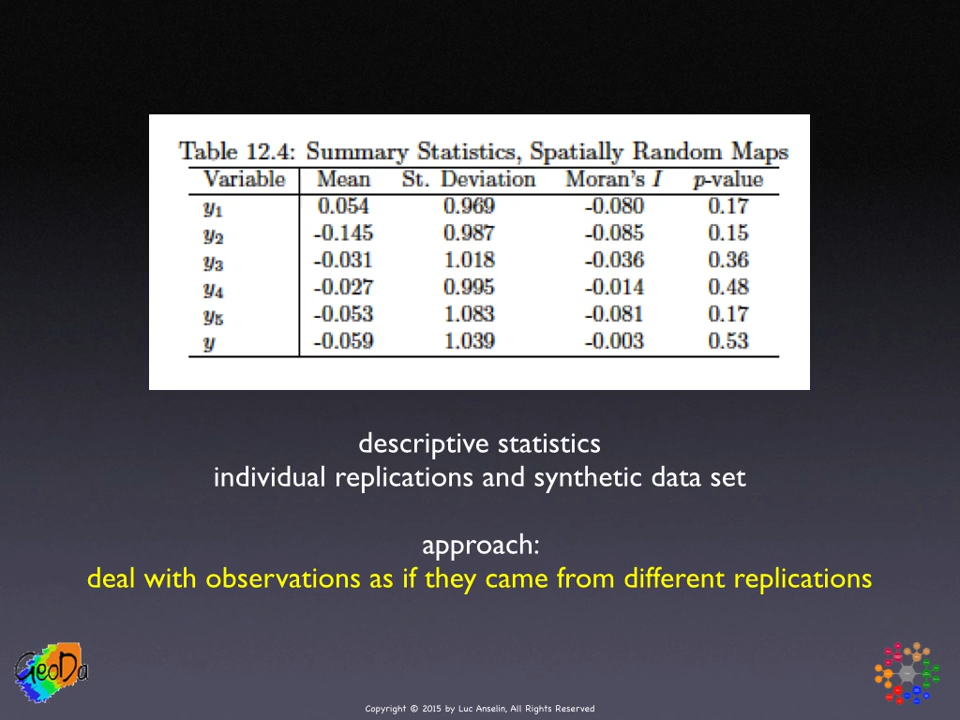 Table 12.4: Summary Statistics, Spatially Random Maps
Variable Mean St. Deviation Moran's I p-value
y1 0.054 0.969 -0.080 0.17
y2 -0.145 0.987 -0.085 0.15
y3 -0.031 1.018 -0.036 0.36
y4 -0.027 0.995 -0.014 0.48
y5 -0.053 1.083 -0.081 0.17
y -0.059 1.039 -0.003 0.53
descriptive statistics
individual replications and synthetic data set
approach:
deal with observations as if they came from different replications
GeoDa
Copyright © 2015 by Luc Anselin, All Rights Reserved